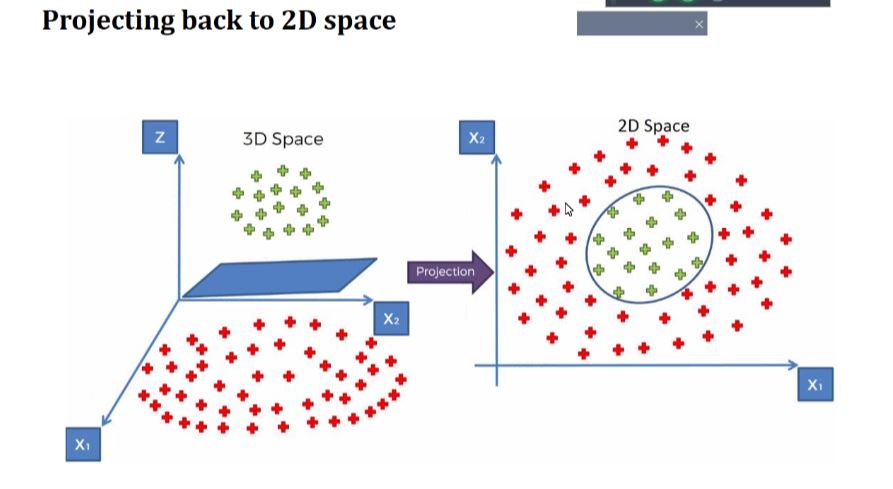 Projecting back to 2D space
Z
3D Space
X₂
2D Space
Projection
X₂
X₁
X₁